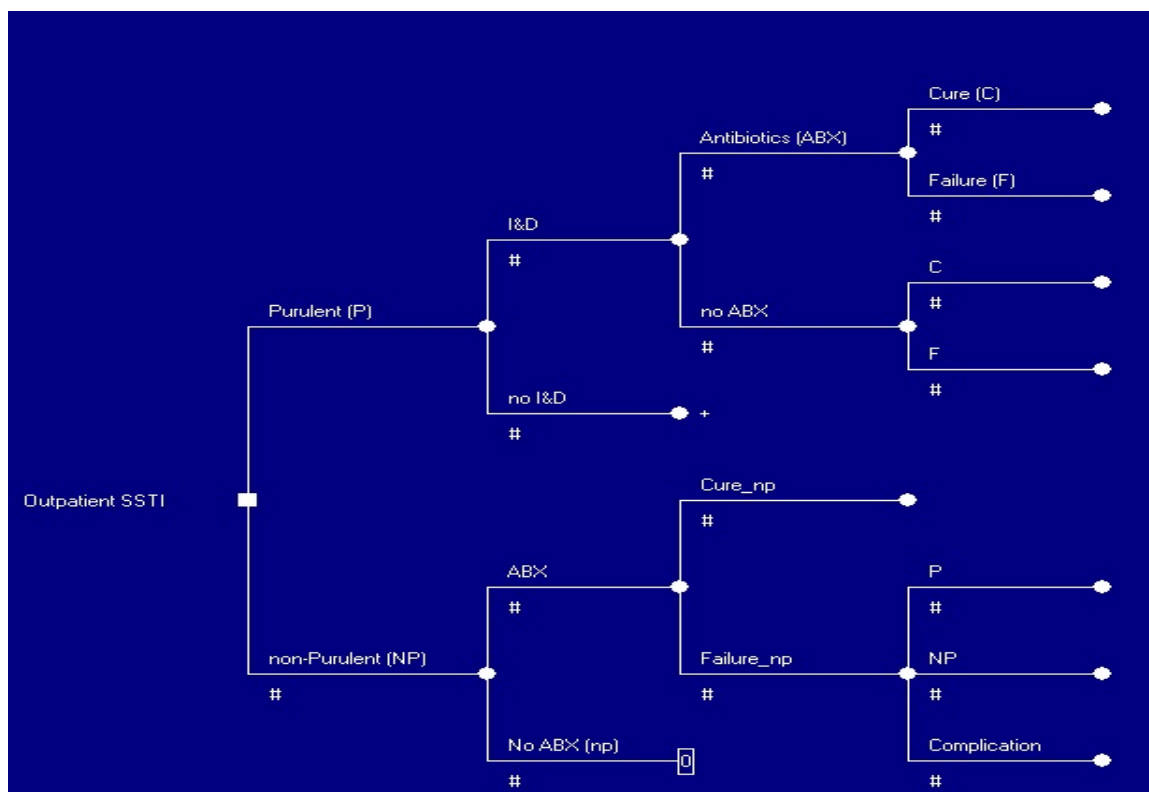 Cure (C)
#
Antibiotics (ABX)
#
Failure (F)
#
I&D
#
C
#
Purulent (P)
no ABX
#
F
#
no I&D
+
#
Outpatient SSTI
Cure_np
#
ABX
#
P
#
non-Purulent (NP)
#
Failure_np
#
NP
#
No ABX (np)
0
#
Complication
#